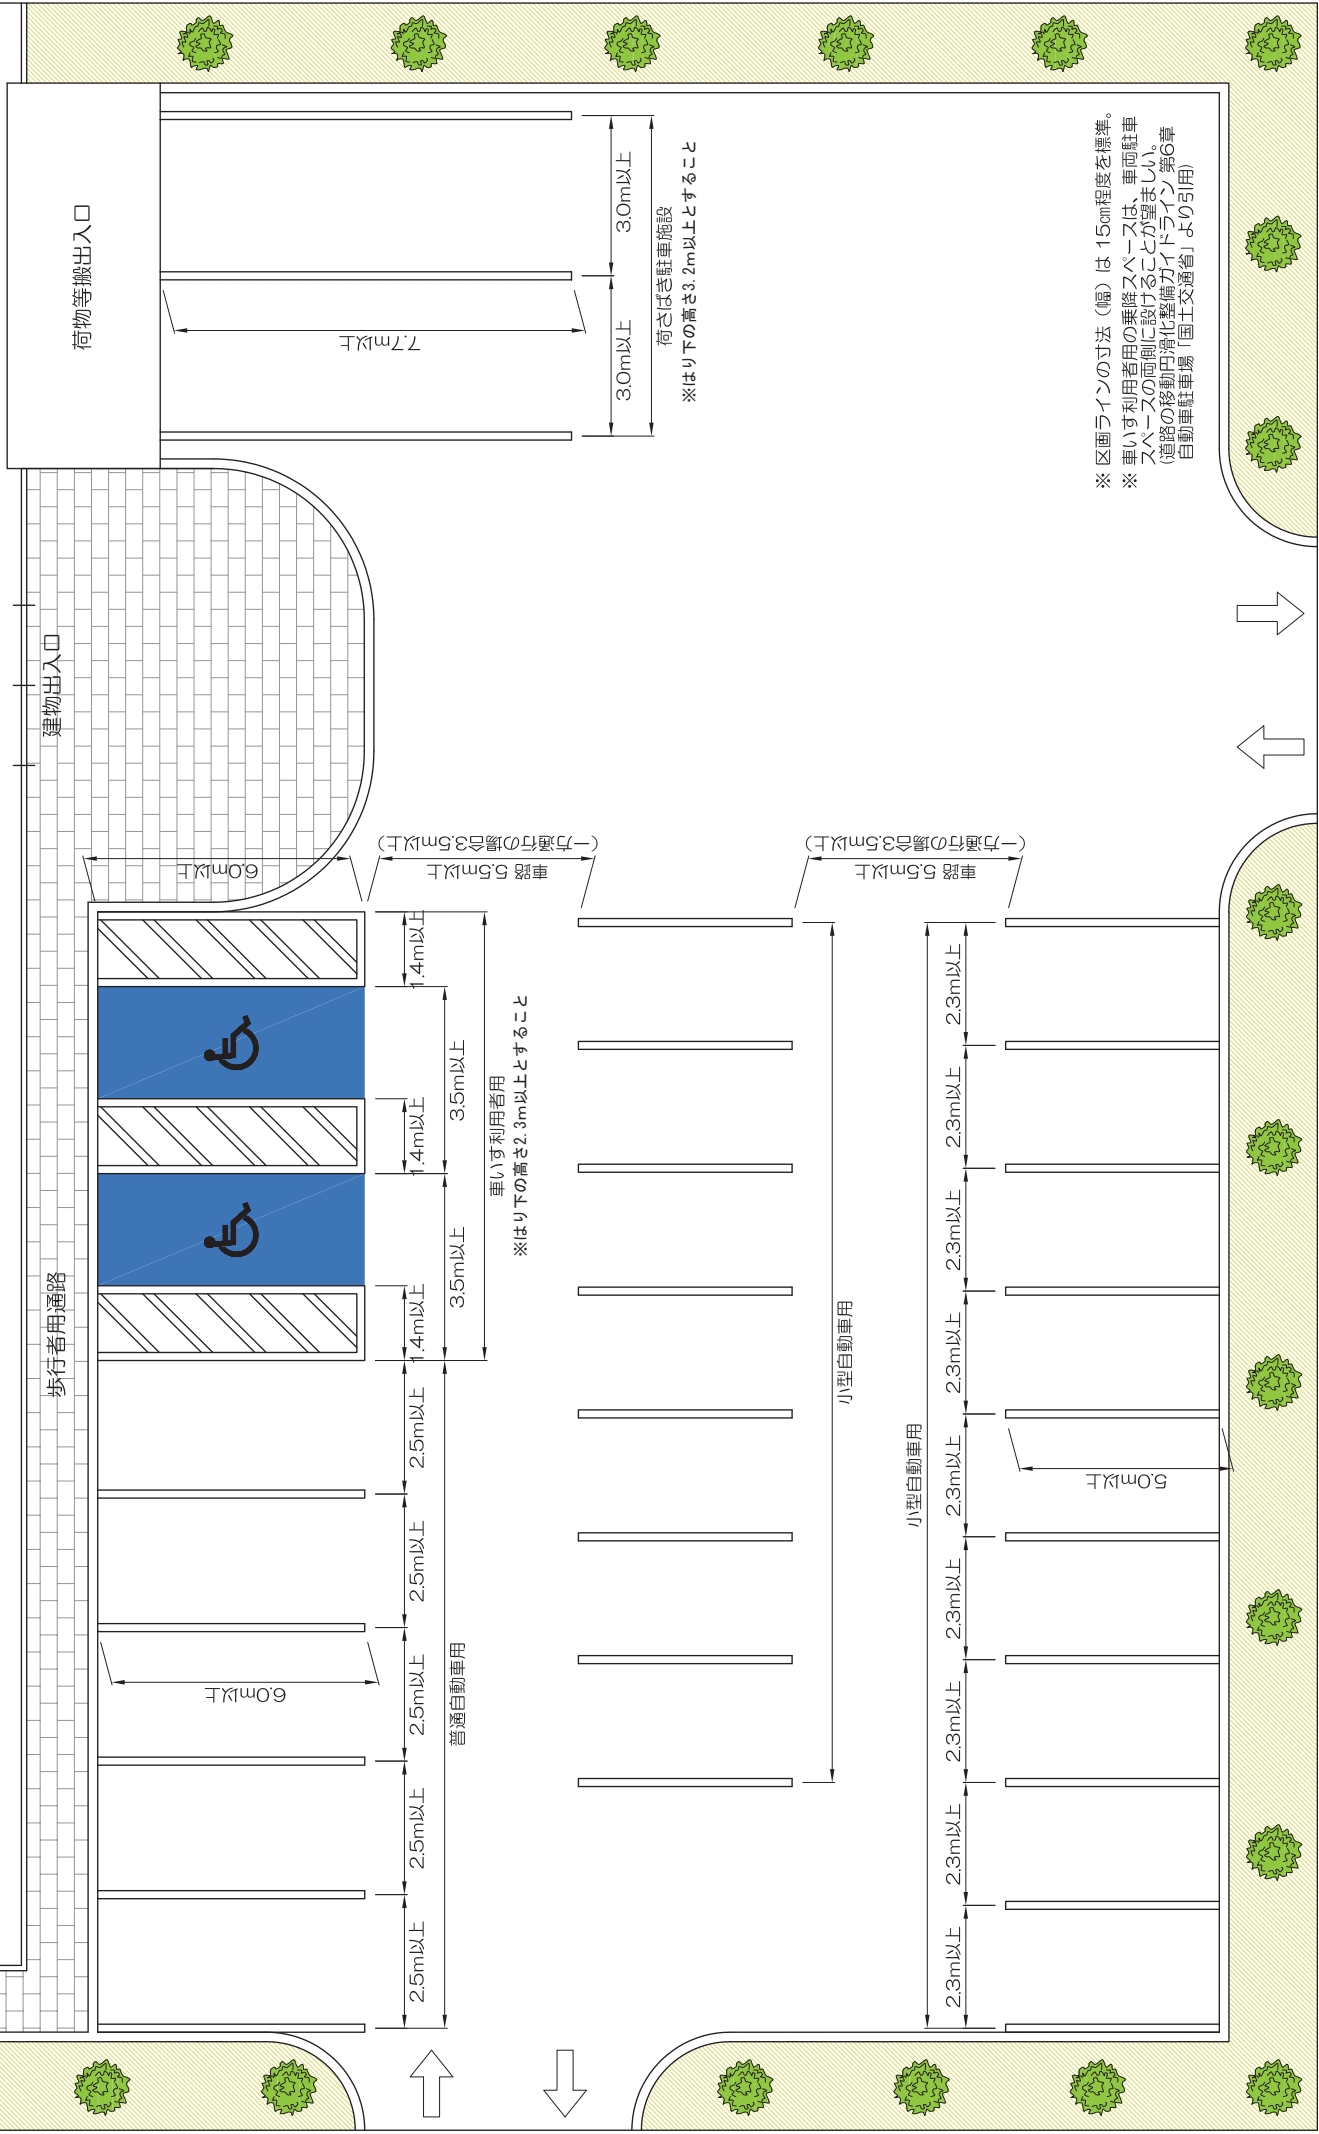 歩行者用通路
建物出入口
荷物等搬出入口
6.0m以上
6.0m以上
7.7m以上
2.5m以上
2.5m以上
2.5m以上
2.5m以上
2.5m以上
1.4m以上
1.4m以上
1.4m以上
普通自動車用
3.5m以上
3.5m以上
車いす利用者用
※はり下の高さ2.3m以上とすること
車路 5.5m以上
(一方通行の場合3.5m以上)
3.0m以上
3.0m以上
荷さばき駐車施設
※はり下の高さ3.2m以上とすること
小型自動車用
車路 5.5m以上
(一方通行の場合3.5m以上)
小型自動車用
2.3m以上
2.3m以上
2.3m以上
2.3m以上
2.3m以上
2.3m以上
2.3m以上
2.3m以上
2.3m以上
5.0m以上
※ 区画ラインの寸法（幅）は 15cm程度を標準。
※ 車いす利用者用の乗降スペースは、車両駐車
スペースの両側に設けることが望ましい。
(道路の移動円滑化整備ガイドライン 第6章
自動車駐車場「国土交通省」より引用)